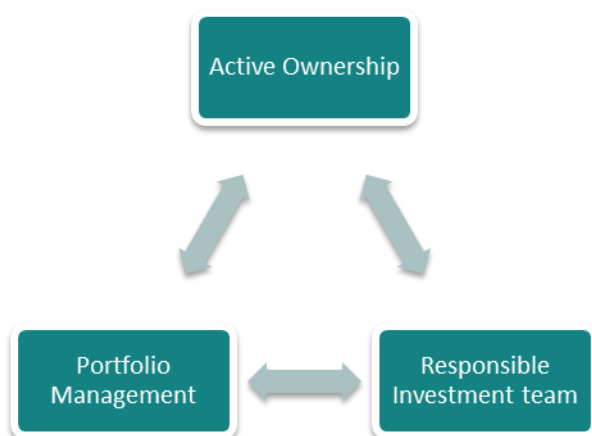 Active Ownership
Portfolio
Management
Responsible
Investment team